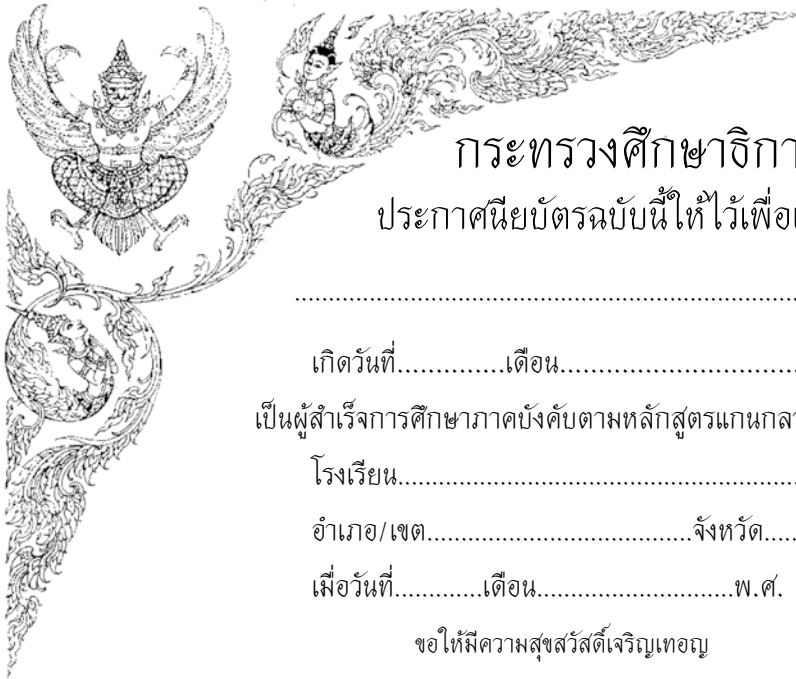 กระทรวงศึกษาธิกา
ประกาศนียบัตรฉบับนี้ให้ไว้เพื่อแ
................................................................................
เกิดวันที่..............เดือน.................................
เป็นผู้สำเร็จการศึกษาภาคบังคับตามหลักสูตรแกนกลา
โรงเรียน..........................................................
อำเภอ/เขต......................................จังหวัด.....
เมื่อวันที่............เดือน............................พ.ศ.
ขอให้มีความสุขสวัสดิ์เจริญเทอญ